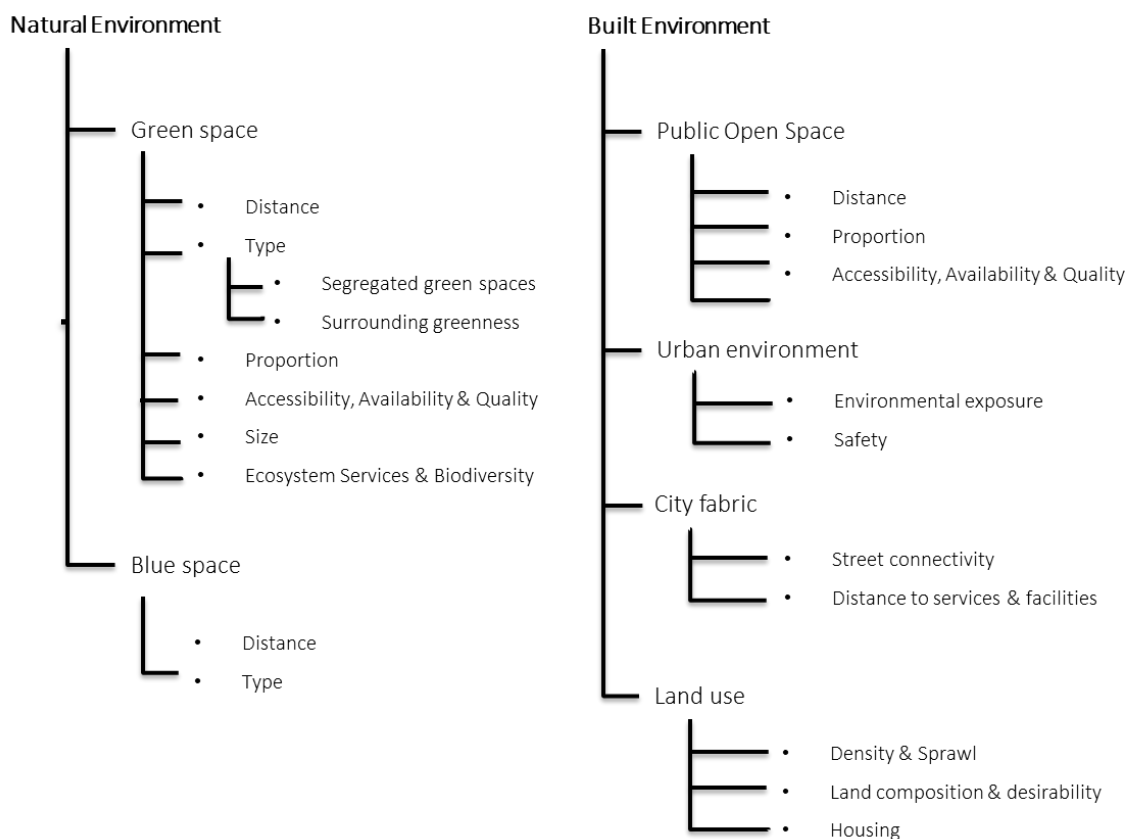 Natural Environment
Green space
• Distance
• Type
• Segregated green spaces
• Surrounding greenness
• Proportion
• Accessibility, Availability & Quality
• Size
• Ecosystem Services & Biodiversity
Blue space
• Distance
• Type
Built Environment
Public Open Space
• Distance
• Proportion
• Accessibility, Availability & Quality
Urban environment
• Environmental exposure
• Safety
City fabric
• Street connectivity
• Distance to services & facilities
Land use
• Density & Sprawl
• Land composition & desirability
• Housing